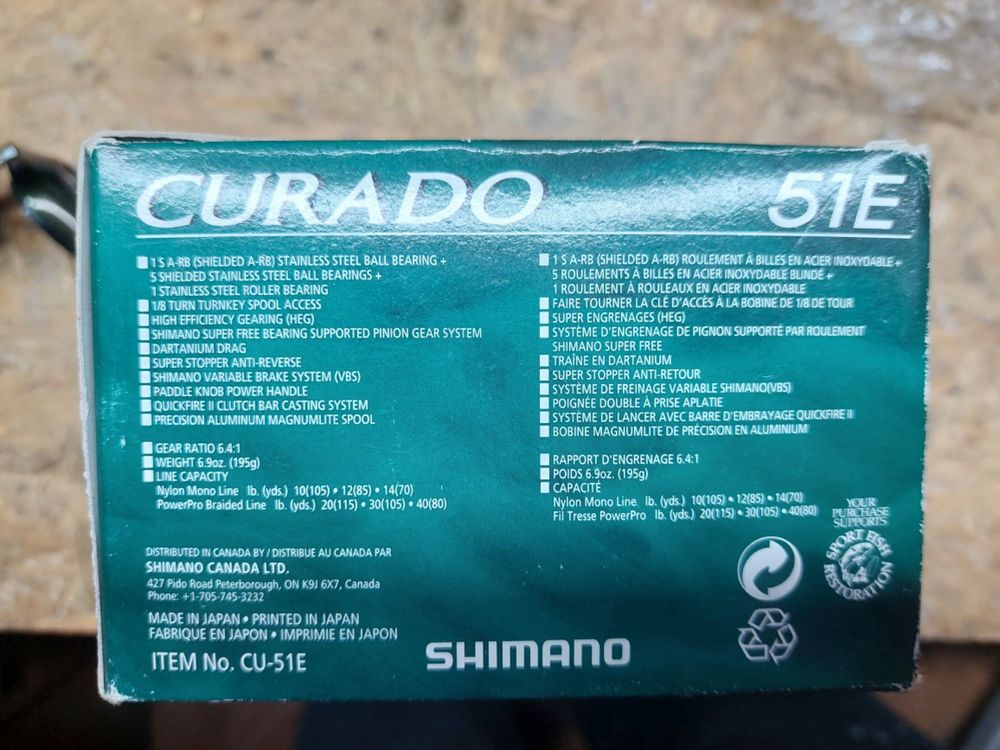 CURADO
51E
1 S A-RB (SHIELDED A-RB) STAINLESS STEEL BALL BEARING +
5 SHIELDED STAINLESS STEEL BALL BEARINGS +
1 STAINLESS STEEL ROLLER BEARING
1/8 TURN TURNKEY SPOOL ACCESS
HIGH EFFICIENCY GEARING (HEG)
SHIMANO SUPER FREE BEARING SUPPORTED PINION GEAR SYSTEM
DARTANIUM DRAG
SUPER STOPPER ANTI-REVERSE
SHIMANO VARIABLE BRAKE SYSTEM (VBS)
PADDLE KNOB POWER HANDLE
QUICKFIRE II CLUTCH BAR CASTING SYSTEM
PRECISION ALUMINUM MAGNUMLITE SPOOL
GEAR RATIO 6.4:1
WEIGHT 6.9oz. (195g)
LINE CAPACITY
Nylon Mono Line lb. (yds.) 10(105) • 12(85) • 14(70)
PowerPro Braided Line lb. (yds.) 20(115) • 30(105) • 40(80)
1 S A-RB (SHIELDED A-RB) ROULEMENT À BILLES EN ACIER INOXYDABLE +
5 ROULEMENTS À BILLES EN ACIER INOXYDABLE BLINDÉ +
1 ROULEMENT À ROULEAUX EN ACIER INOXYDABLE
FAIRE TOURNER LA CLÉ D'ACCÈS À LA BOBINE DE 1/8 DE TOUR
SUPER ENGRENAGES (HEG)
SYSTÈME D'ENGRENAGE DE PIGNON SUPPORTÉ PAR ROULEMENT
SHIMANO SUPER FREE
TRAÎNE EN DARTANIUM
SUPER STOPPER ANTI-RETOUR
SYSTÈME DE FREINAGE VARIABLE SHIMANO(VBS)
POIGNÉE DOUBLE À PRISE APLATIE
SYSTÈME DE LANCER AVEC BARRE D'EMBRAYAGE QUICKFIRE II
BOBINE MAGNUMLITE DE PRÉCISION EN ALUMINIUM
RAPPORT D'ENGRENAGE 6.4:1
POIDS 6.9oz. (195g)
CAPACITÉ
Nylon Mono Line lb. (yds.) 10(105) • 12(85) • 14(70)
Fil Tresse PowerPro lb. (yds.) 20(115) • 30(105) • 40(80)
YOUR
PURCHASE
SUPPORTS
SPORT FISH
RESTORATION
DISTRIBUTED IN CANADA BY / DISTRIBUE AU CANADA PAR
SHIMANO CANADA LTD.
427 Pido Road Peterborough, ON K9J 6X7, Canada
Phone: +1-705-745-3232
MADE IN JAPAN • PRINTED IN JAPAN
FABRIQUE EN JAPON • IMPRIMIE EN JAPON
ITEM No. CU-51E
SHIMANO